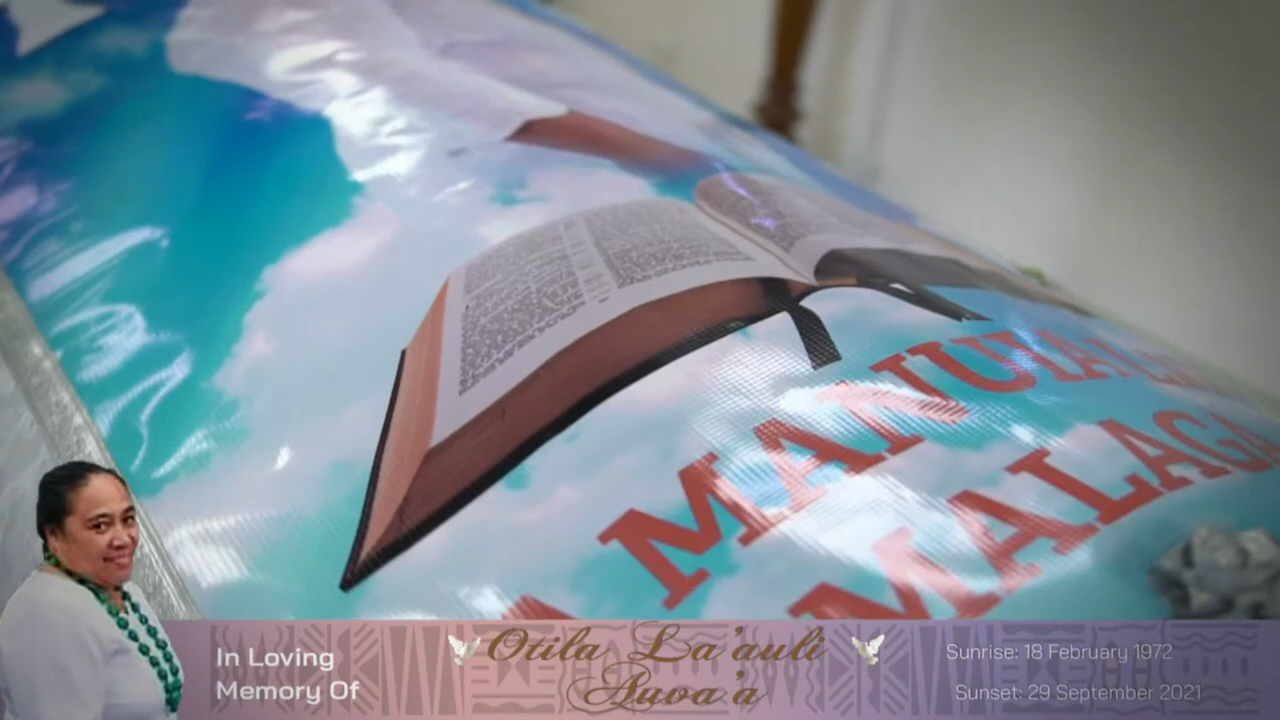 MANUIA
MALAGA
In Loving
Memory Of
Otila La'auli
Auva'a
Sunrise: 18 February 1972
Sunset: 29 September 2021